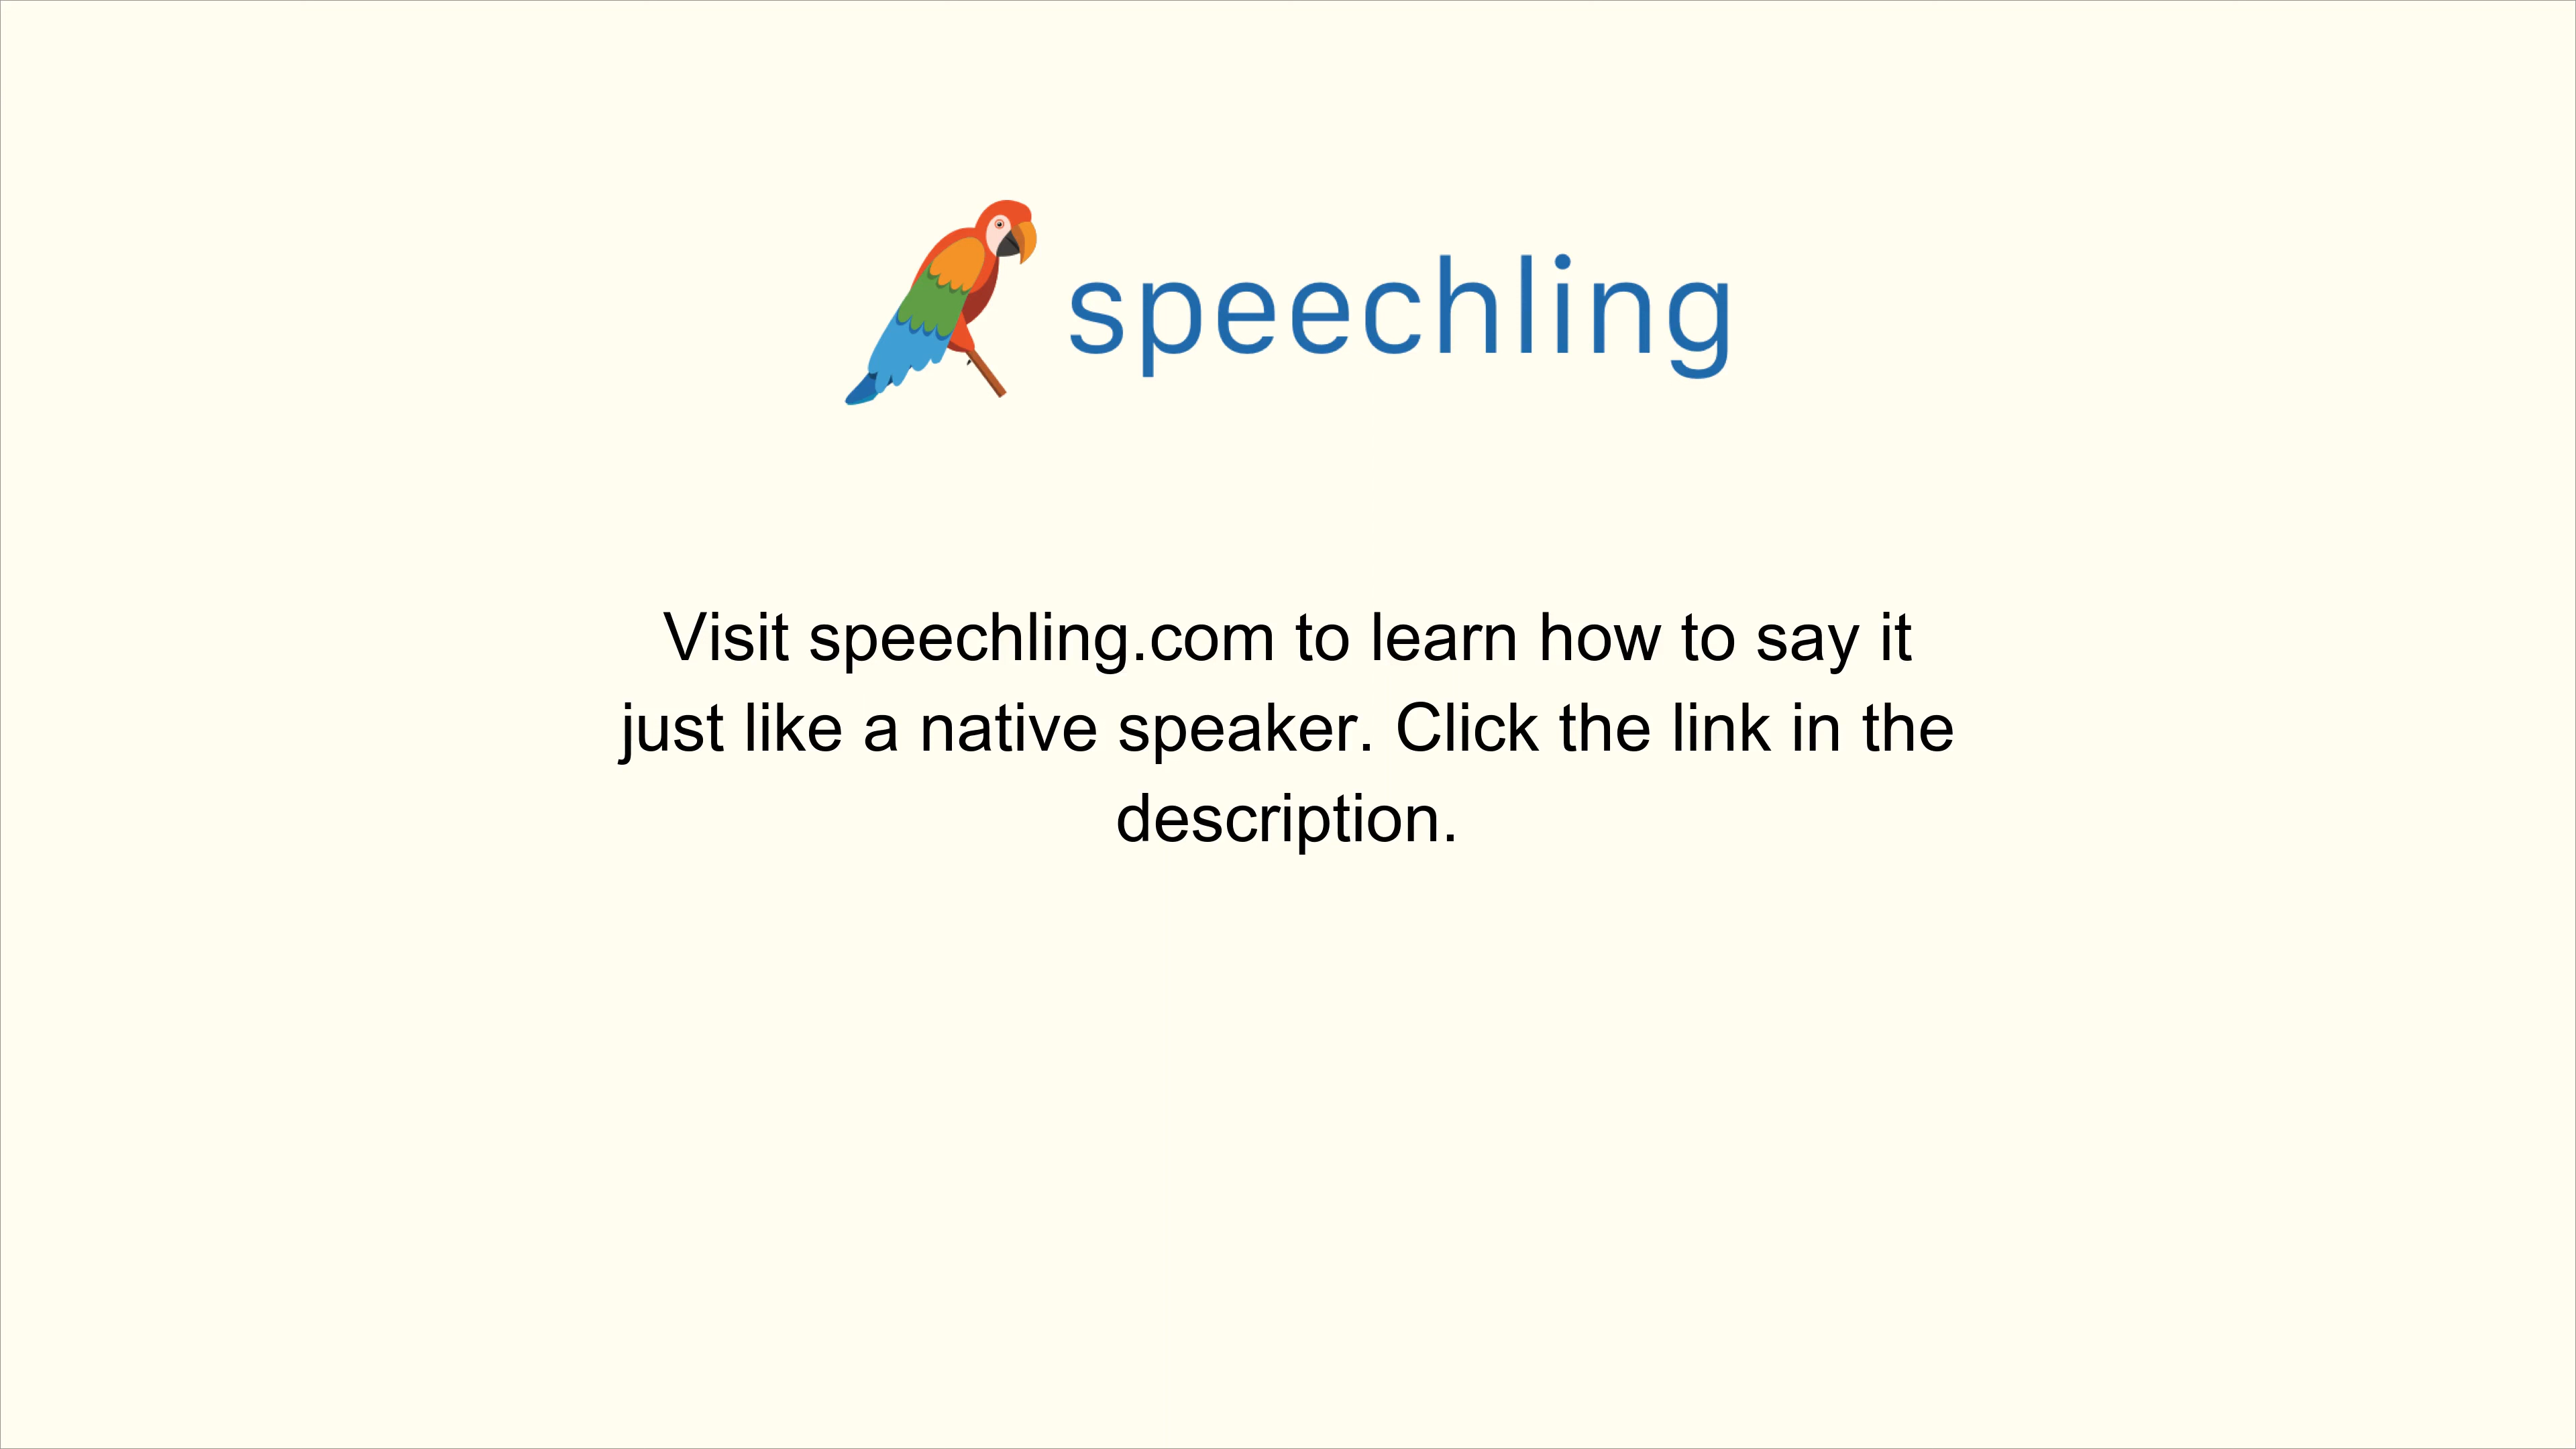 speechling
Visit speechling.com to learn how to say it
just like a native speaker. Click the link in the
description.